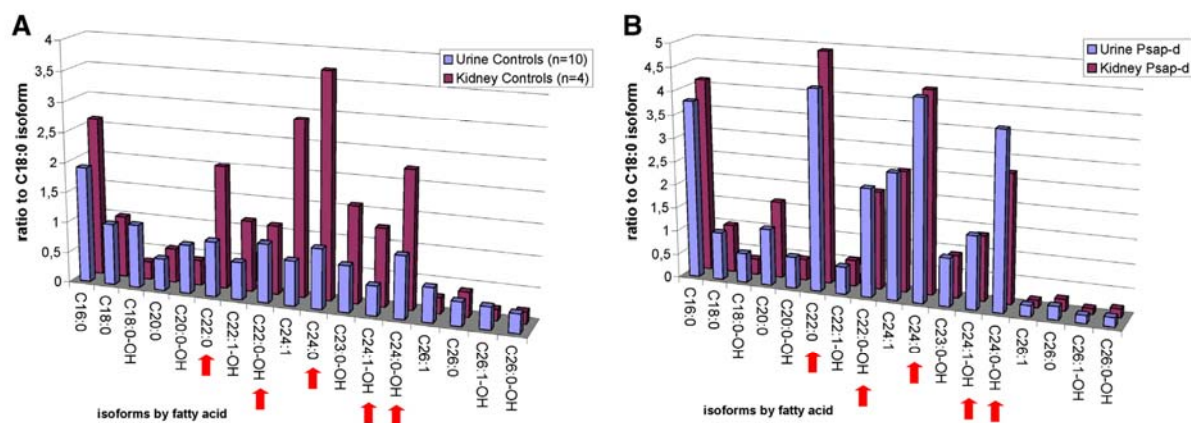 A
4
3,5
3
2,5
2
1,5
1
0,5
0
ratio to C18:0 isoform
Urine Controls (n=10)
Kidney Controls (n=4)
C16:0
C18:0
C18:0-OH
C20:0
C20:0-OH
C22:0
C22:1-OH
C22:0-OH
C24:1
C24:0
C23:0-OH
C24:1-OH
C24:0-OH
C26:1
C26:0
C26:1-OH
C26:0-OH
isoforms by fatty acid
B
5
4,5
4
3,5
3
2,5
2
1,5
1
0,5
0
ratio to C18:0 isoform
Urine Psap-d
Kidney Psap-d
C16:0
C18:0
C18:0-OH
C20:0
C20:0-OH
C22:0
C22:1-OH
C22:0-OH
C24:1
C24:0
C23:0-OH
C24:1-OH
C24:0-OH
C26:1
C26:0
C26:1-OH
C26:0-OH
isoforms by fatty acid